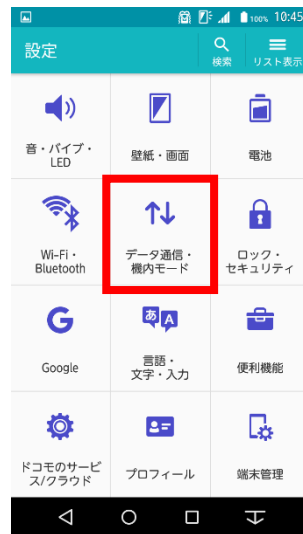 100% 10:45
設定
検索
リスト表示
音・バイブ・
LED
壁紙・画面
電池
Wi-Fi・
Bluetooth
データ通信・
機内モード
ロック・
セキュリティ
G
Google
あ A
言語・
文字・入力
便利機能
ドコモのサービ
ス/クラウド
プロフィール
端末管理